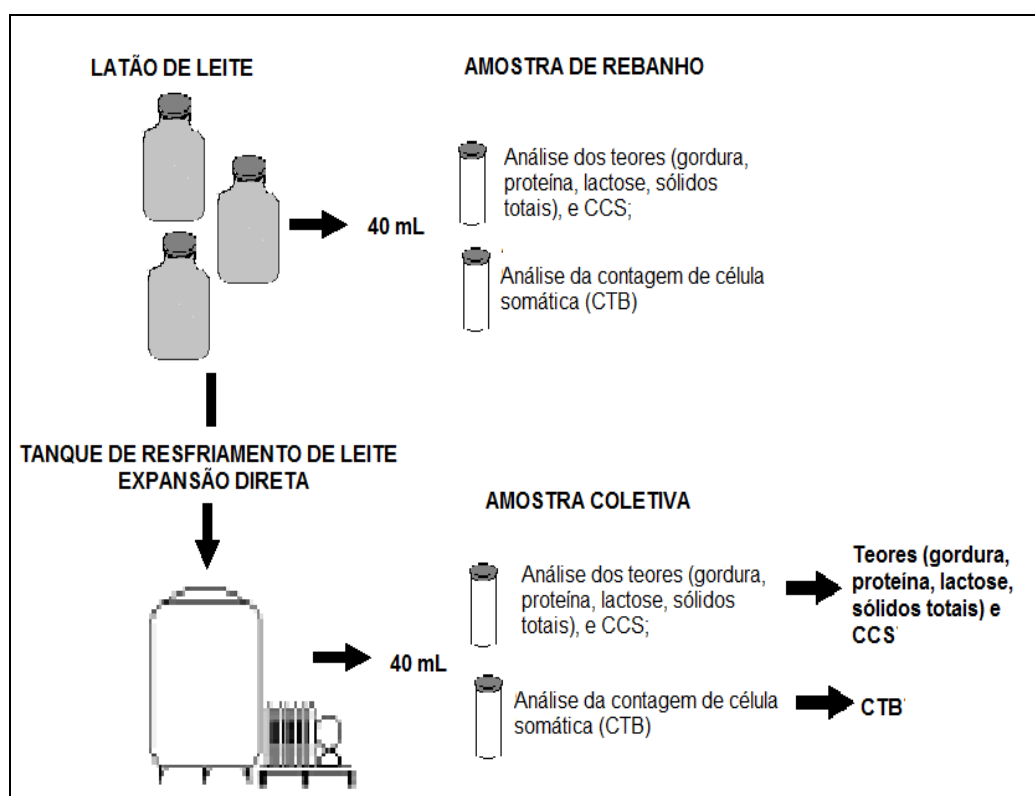 LATÃO DE LEITE
AMOSTRA DE REBANHO
Análise dos teores (gordura,
proteína, lactose, sólidos
totais), e CCS;
40 mL
Análise da contagem de célula
somática (CTB)
TANQUE DE RESFRIAMENTO DE LEITE
EXPANSÃO DIRETA
AMOSTRA COLETIVA
Análise dos teores (gordura,
proteína, lactose, sólidos
totais), e CCS;
Teores (gordura,
proteína, lactose,
sólidos totais) e
CCS
40 mL
Análise da contagem de célula
somática (CTB)
CTB